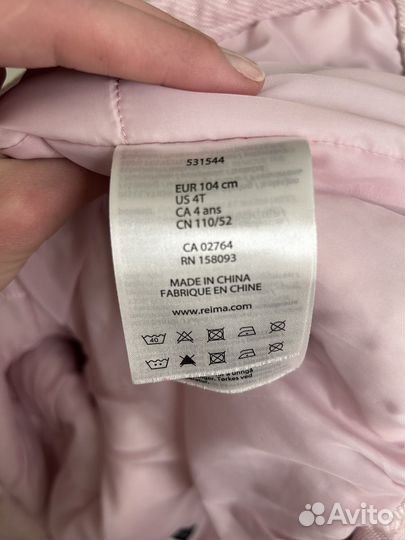 531544
EUR 104 cm
US 4T
CA 4 ans
CN 110/52
CA 02764
RN 158093
MADE IN CHINA
FABRIQUE EN CHINE
www.reima.com
40
Avito